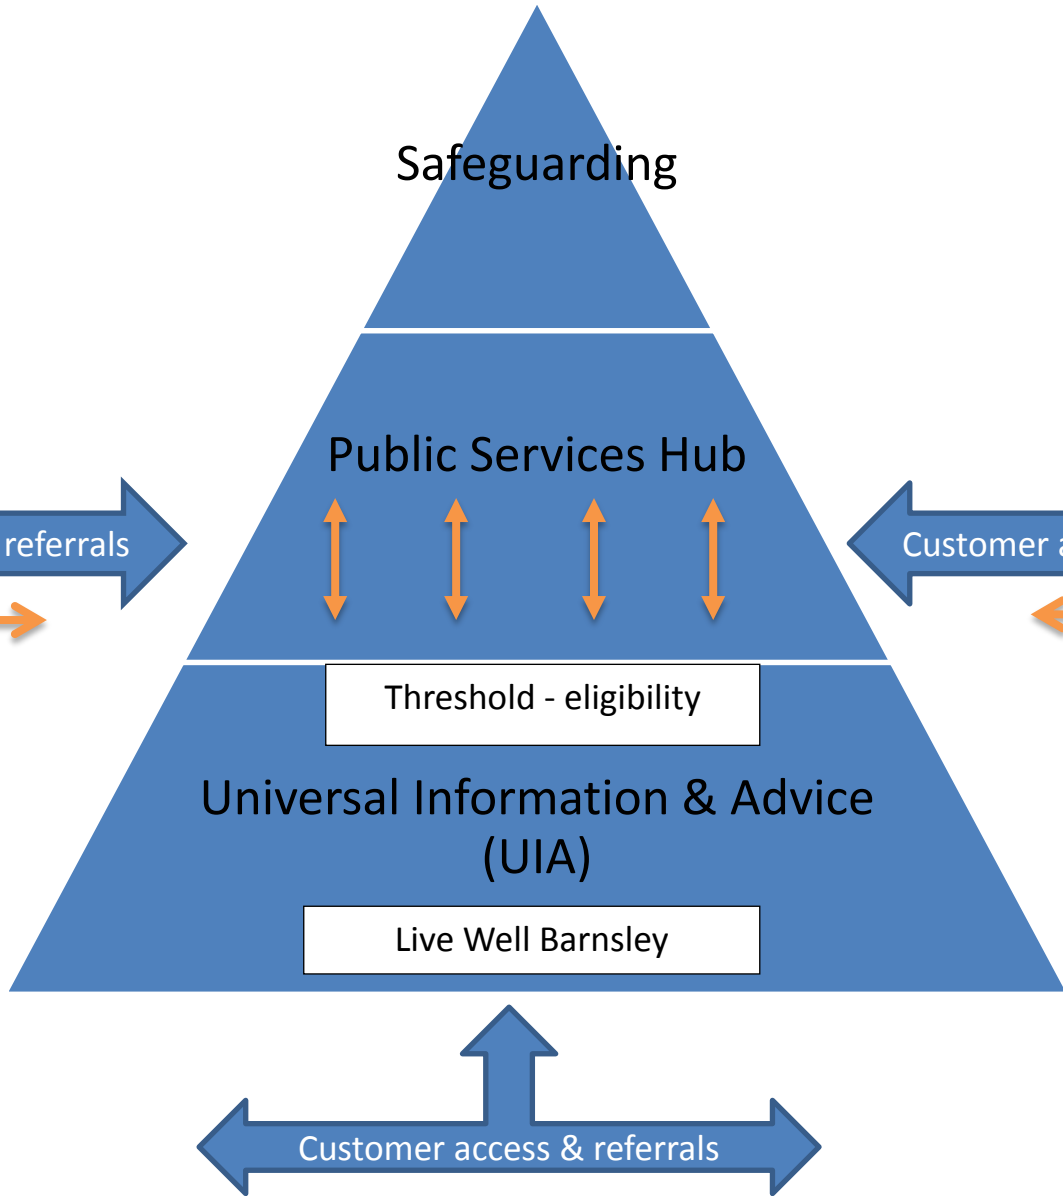 Safeguarding
Public Services Hub
referrals
Customer a
Threshold - eligibility
Universal Information & Advice
(UIA)
Live Well Barnsley
Customer access & referrals